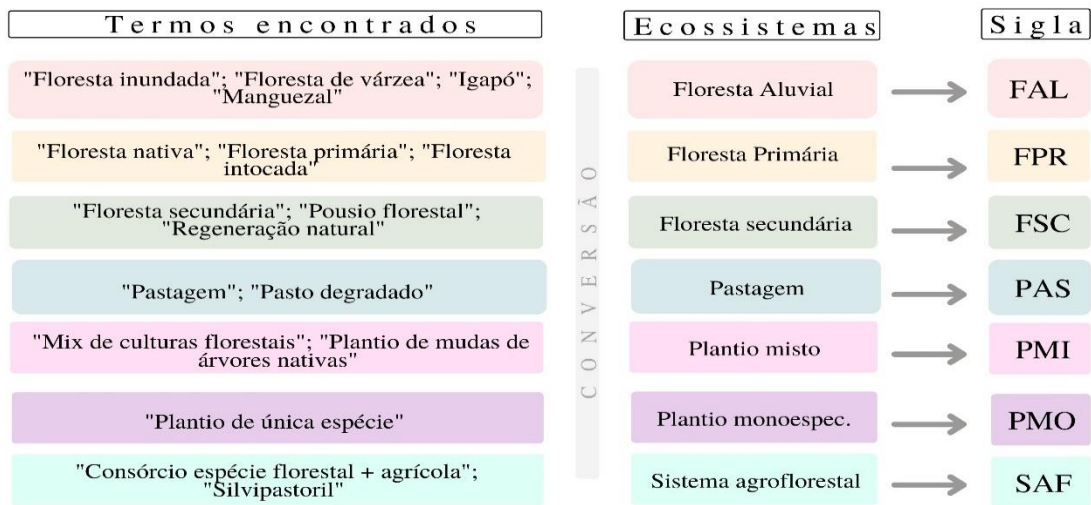 Termos encontrados
Ecossistemas
Sigla
"Floresta inundada"; "Floresta de várzea"; "Igapó";
"Manguezal"
Floresta Aluvial
FAL
"Floresta nativa"; "Floresta primária"; "Floresta
intocada"
Floresta Primária
FPR
"Floresta secundária"; "Pousio florestal";
"Regeneração natural"
Floresta secundária
FSC
"Pastagem"; "Pasto degradado"
Pastagem
PAS
"Mix de culturas florestais"; "Plantio de mudas de
árvores nativas"
Plantio misto
PMI
"Plantio de única espécie"
Plantio monoespec.
PMO
"Consórcio espécie florestal + agrícola";
"Silvipastoril"
Sistema agroflorestal
SAF
CONVERSÃO